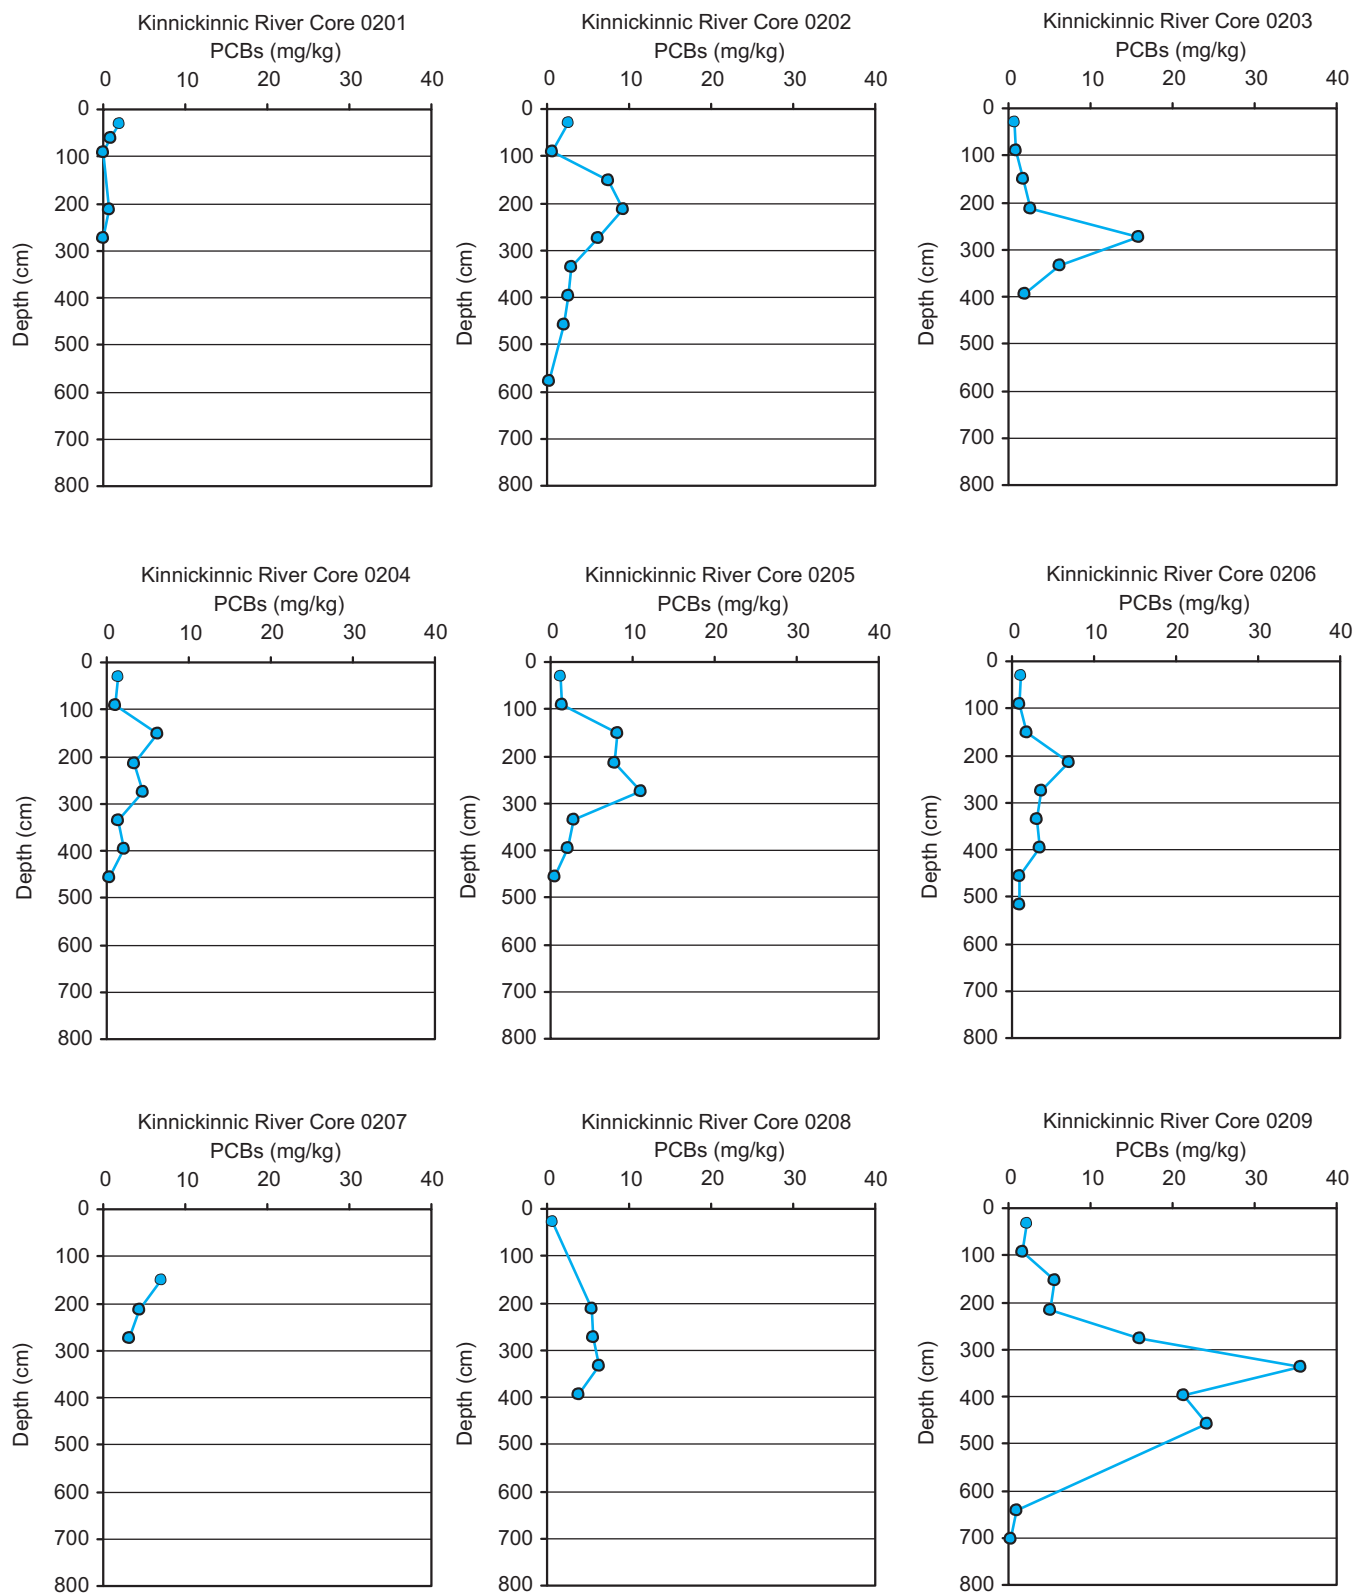 Kinnickinnic River Core 0201
PCBs (mg/kg)
0 10 20 30 40
0
100
200
300
400
500
600
700
800
Depth (cm)
Kinnickinnic River Core 0202
PCBs (mg/kg)
0 10 20 30 40
0
100
200
300
400
500
600
700
800
Depth (cm)
Kinnickinnic River Core 0203
PCBs (mg/kg)
0 10 20 30 40
0
100
200
300
400
500
600
700
800
Depth (cm)
Kinnickinnic River Core 0204
PCBs (mg/kg)
0 10 20 30 40
0
100
200
300
400
500
600
700
800
Depth (cm)
Kinnickinnic River Core 0205
PCBs (mg/kg)
0 10 20 30 40
0
100
200
300
400
500
600
700
800
Depth (cm)
Kinnickinnic River Core 0206
PCBs (mg/kg)
0 10 20 30 40
0
100
200
300
400
500
600
700
800
Depth (cm)
Kinnickinnic River Core 0207
PCBs (mg/kg)
0 10 20 30 40
0
100
200
300
400
500
600
700
800
Depth (cm)
Kinnickinnic River Core 0208
PCBs (mg/kg)
0 10 20 30 40
0
100
200
300
400
500
600
700
800
Depth (cm)
Kinnickinnic River Core 0209
PCBs (mg/kg)
0 10 20 30 40
0
100
200
300
400
500
600
700
800
Depth (cm)